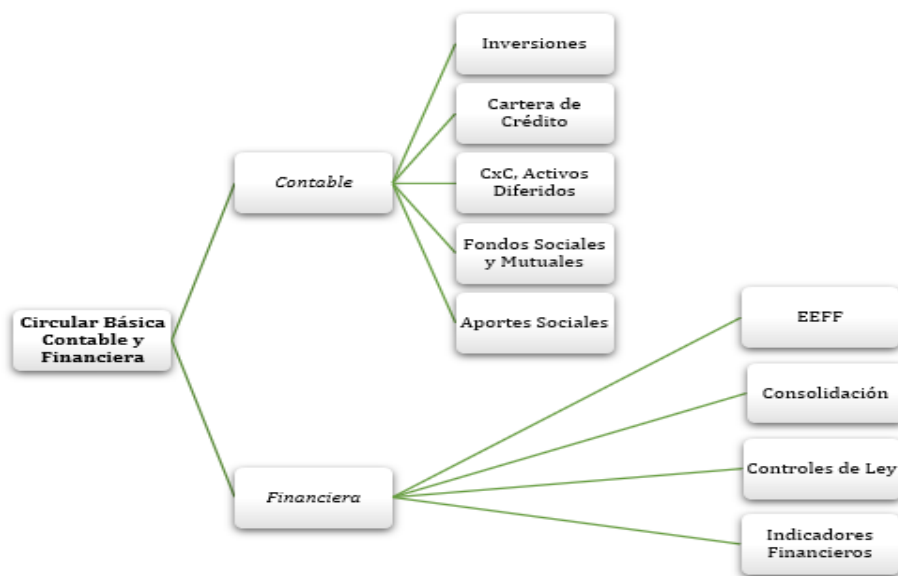 Inversiones
Cartera de
Crédito
Contable
CxC, Activos
Diferidos
Fondos Sociales
y Mutuales
Aportes Sociales
Circular Básica
Contable y
Financiera
EEFF
Consolidación
Controles de Ley
Financiera
Indicadores
Financieros